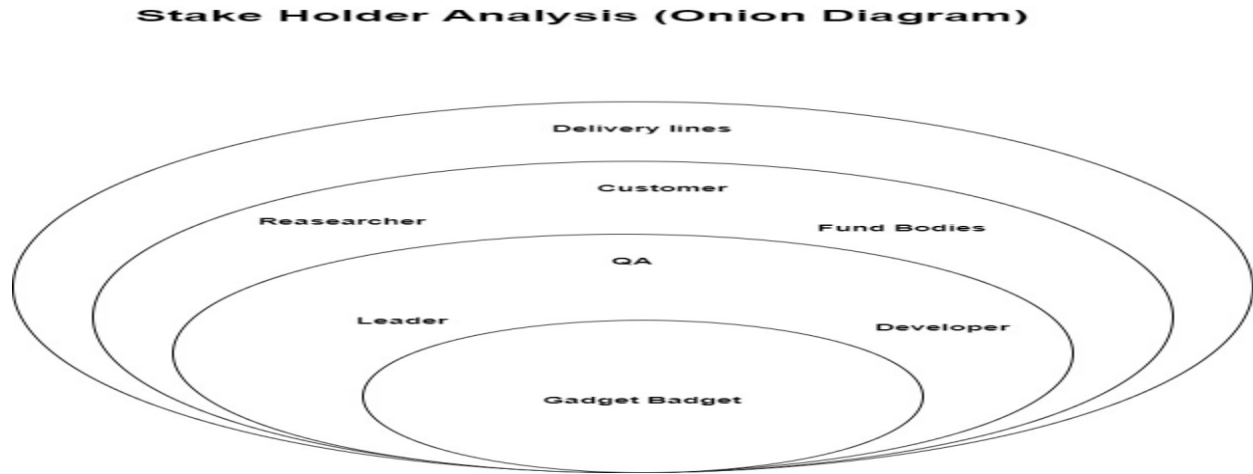 Stake Holder Analysis (Onion Diagram)
Delivery lines
Customer
Reasearcher
Fund Bodies
QA
Leader
Developer
Gadget Badget